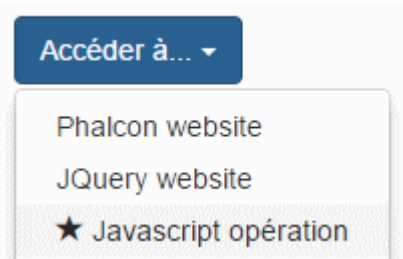 Accéder à...
Phalcon website
JQuery website
★ Javascript opération